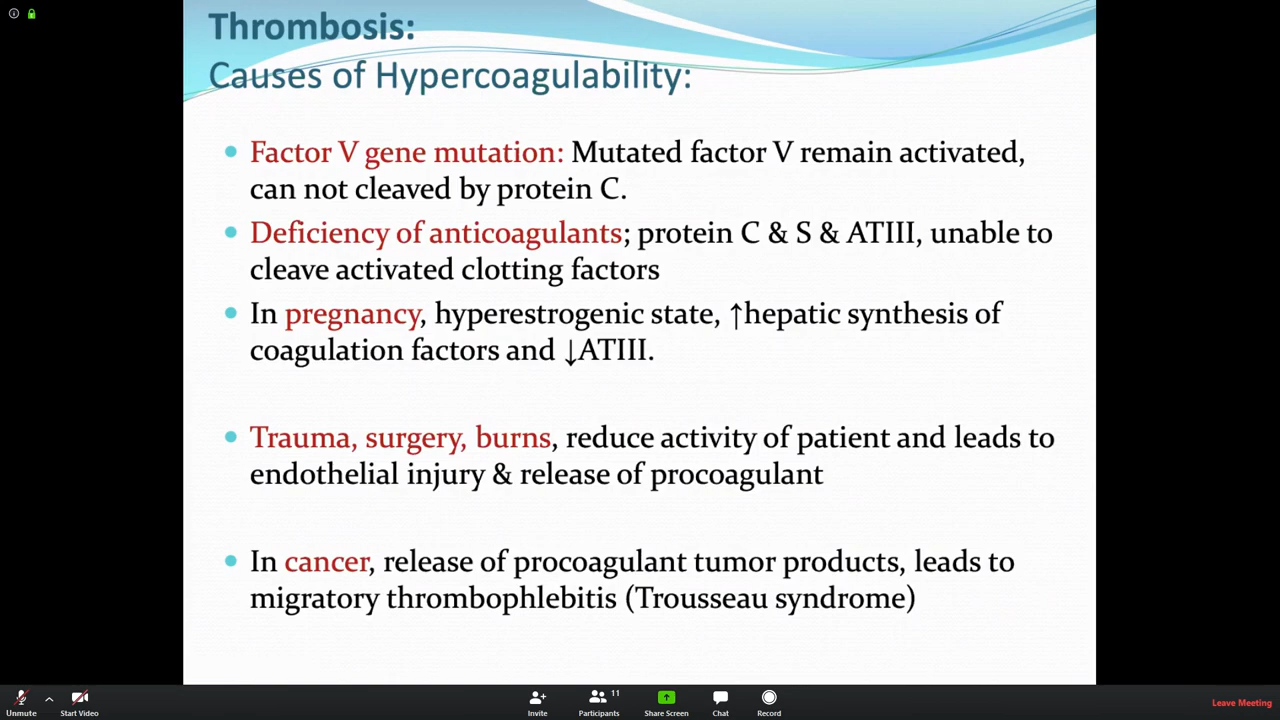 Thrombosis:
Causes of Hypercoagulability:
• Factor V gene mutation: Mutated factor V remain activated,
can not cleaved by protein C.
• Deficiency of anticoagulants; protein C & S & ATIII, unable to
cleave activated clotting factors
• In pregnancy, hyperestrogenic state, ↑hepatic synthesis of
coagulation factors and ↓ATIII.
• Trauma, surgery, burns, reduce activity of patient and leads to
endothelial injury & release of procoagulant
• In cancer, release of procoagulant tumor products, leads to
migratory thrombophlebitis (Trousseau syndrome)
Unmute
Start Video
Invite
Participants
11
Share Screen
Chat
Record
Leave Meeting